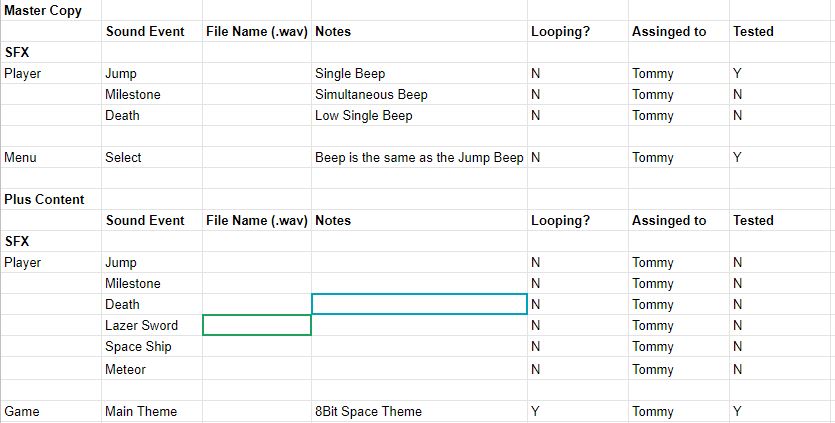 Master Copy
Sound Event File Name (.wav) Notes Looping? Assinged to Tested
SFX
Player Jump Single Beep N Tommy Y
Milestone Simultaneous Beep N Tommy N
Death Low Single Beep N Tommy N
Menu Select Beep is the same as the Jump Beep N Tommy Y
Plus Content
Sound Event File Name (.wav) Notes Looping? Assinged to Tested
SFX
Player Jump N Tommy N
Milestone N Tommy N
Death N Tommy N
Lazer Sword N Tommy N
Space Ship N Tommy N
Meteor N Tommy N
Game Main Theme 8Bit Space Theme Y Tommy Y